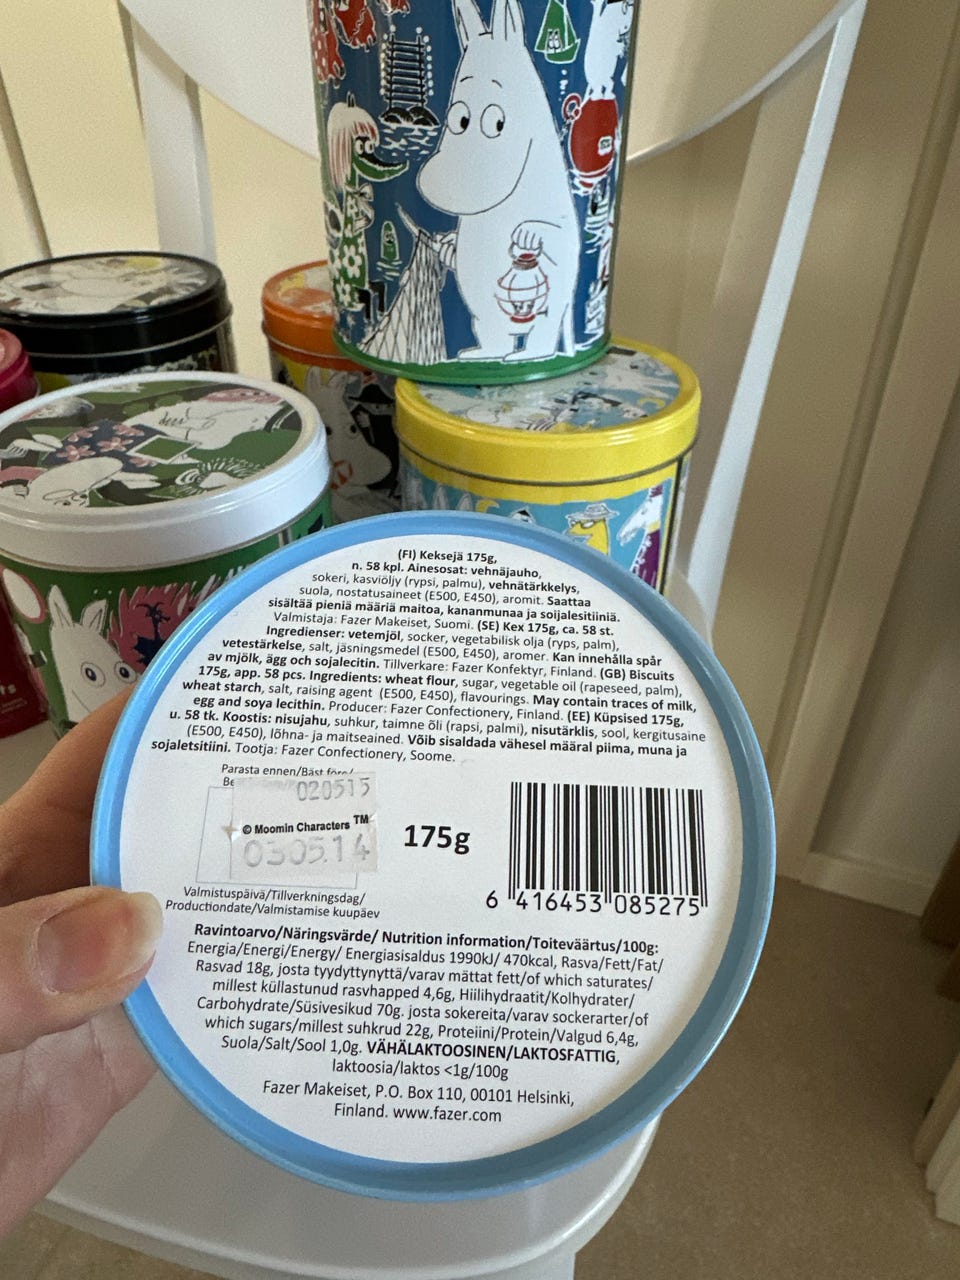 (FI) Keksejä 175g,
n. 58 kpl. Ainesosat: vehnäjauho,
sokeri, kasviöljy (rypsi, palmu), vehnätärkkelys,
suola, nostatusaineet (E500, E450), aromit. Saattaa
sisältää pieniä määriä maitoa, kananmunaa ja soijalesitiiniä.
Valmistaja: Fazer Makeiset, Suomi. (SE) Kex 175g, ca. 58 st.
Ingredienser: vetemjöl, socker, vegetabilisk olja (ryps, palm),
vetestärkelse, salt, jäsningsmedel (E500, E450), aromer. Kan innehålla spår
av mjölk, ägg och sojalecitin. Tillverkare: Fazer Konfektyr, Finland. (GB) Biscuits
175g, app. 58 pcs. Ingredients: wheat flour, sugar, vegetable oil (rapeseed, palm),
wheat starch, salt, raising agent (E500, E450), flavourings. May contain traces of milk,
egg and soya lecithin. Producer: Fazer Confectionery, Finland. (EE) Küpsised 175g,
u. 58 tk. Koostis: nisujahu, suhkur, taimne õli (rapsi, palmi), nisutärklis, sool, kergitusaine
(E500, E450), lõhna- ja maitseained. Võib sisaldada vähesel määral piima, muna ja
sojaletsitiini. Tootja: Fazer Confectionery, Soome.
Parasta ennen/Bäst före/
020515
© Moomin Characters TM
030514
175g
6 416453 085275
Valmistuspäivä/Tillverkningsdag/
Productiondate/Valmistamise kuupäev
Ravintoarvo/Näringsvärde/ Nutrition information/Toiteväärtus/100g:
Energia/Energi/Energy/ Energiasisaldus 1990kJ/ 470kcal, Rasva/Fett/Fat/
Rasvad 18g, josta tyydyttynyttä/varav mättat fett/of which saturates/
millest küllastunud rasvhapped 4,6g, Hiilihydraatit/Kolhydrater/
Carbohydrate/Süsivesikud 70g. josta sokereita/varav sockerarter/of
which sugars/millest suhkrud 22g, Proteiini/Protein/Valgud 6,4g,
Suola/Salt/Sool 1,0g. VÄHÄLAKTOOSINEN/LAKTOSFATTIG,
laktoosia/laktos <1g/100g
Fazer Makeiset, P.O. Box 110, 00101 Helsinki,
Finland. www.fazer.com